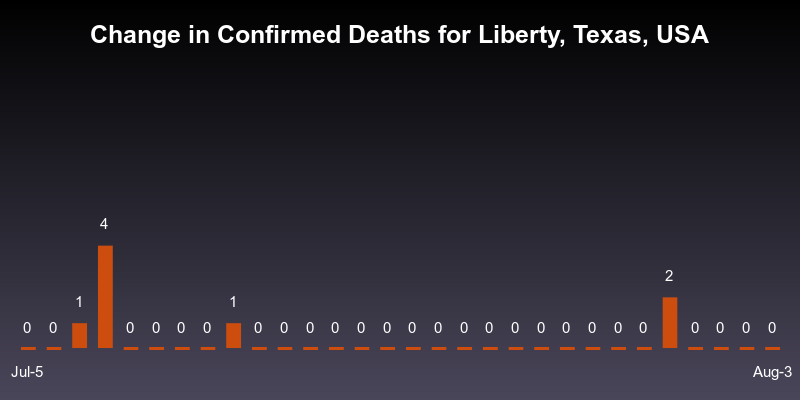 Change in Confirmed Deaths for Liberty, Texas, USA
4
2
1 1
0 0 0 0 0 0 0 0 0 0 0 0 0 0 0 0 0 0 0 0 0 0 0 0 0 0
Jul-5 Aug-3